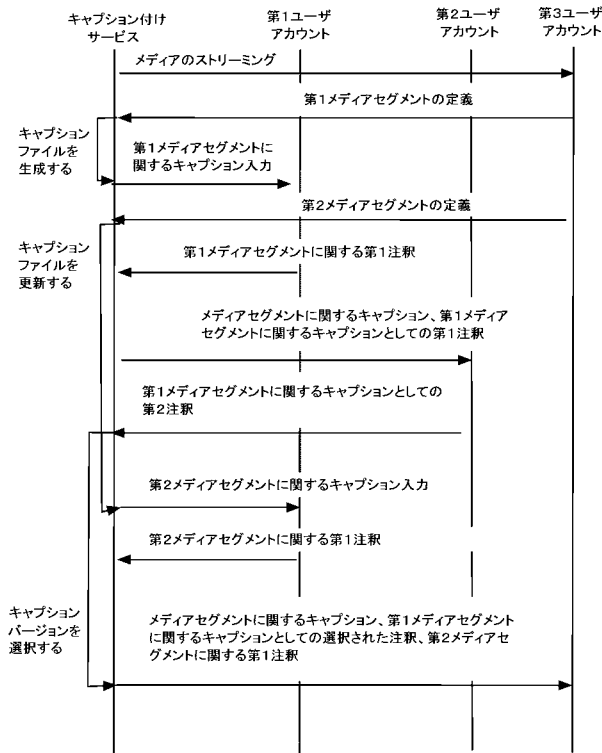 キャプション付け
サービス
第1ユーザ
アカウント
第2ユーザ
アカウント
第3ユーザ
アカウント
メディアのストリーミング
第1メディアセグメントの定義
キャプション
ファイルを
生成する
第1メディアセグメントに
関するキャプション入力
第2メディアセグメントの定義
キャプション
ファイルを
更新する
第1メディアセグメントに関する第1注釈
メディアセグメントに関するキャプション、第1メディア
セグメントに関するキャプションとしての第1注釈
第1メディアセグメントに関するキャプションとしての
第2注釈
第2メディアセグメントに関するキャプション入力
第2メディアセグメントに関する第1注釈
キャプション
バージョンを
選択する
メディアセグメントに関するキャプション、第1メディアセグメント
に関するキャプションとしての選択された注釈、第2メディアセ
グメントに関する第1注釈